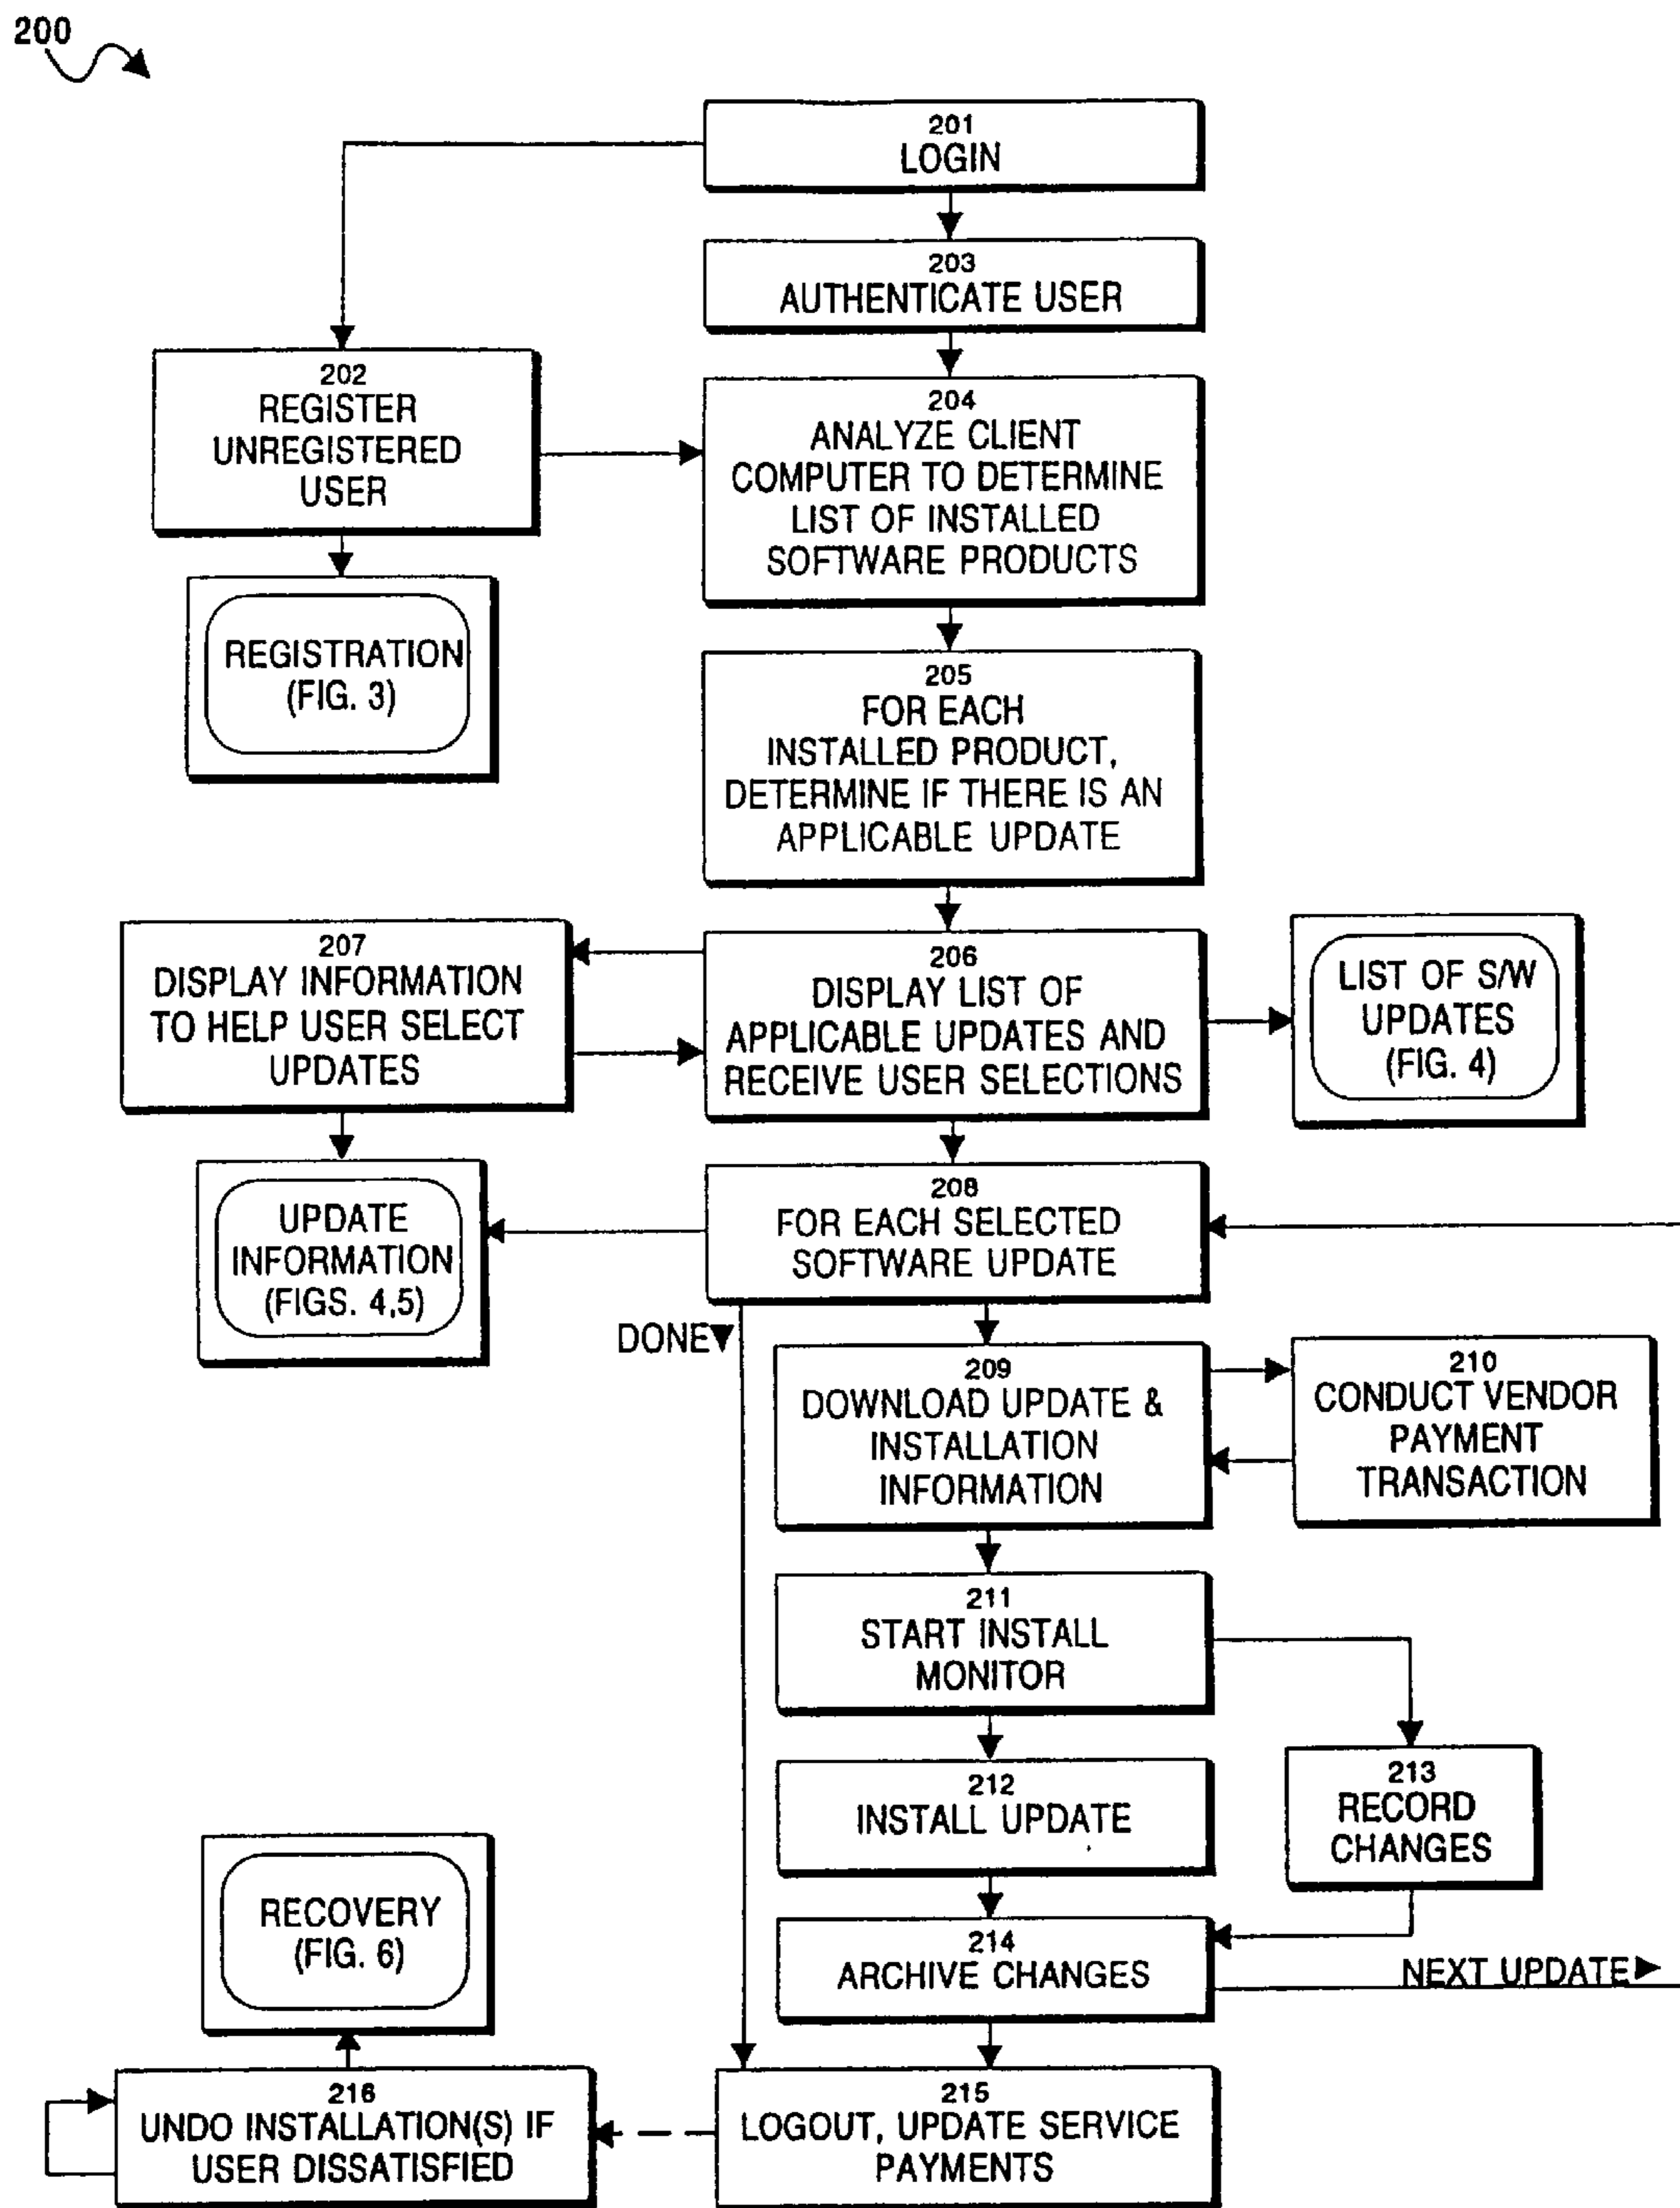 200
201
LOGIN
203
AUTHENTICATE USER
202
REGISTER
UNREGISTERED
USER
204
ANALYZE CLIENT
COMPUTER TO DETERMINE
LIST OF INSTALLED
SOFTWARE PRODUCTS
REGISTRATION
(FIG. 3)
205
FOR EACH
INSTALLED PRODUCT,
DETERMINE IF THERE IS AN
APPLICABLE UPDATE
207
DISPLAY INFORMATION
TO HELP USER SELECT
UPDATES
206
DISPLAY LIST OF
APPLICABLE UPDATES AND
RECEIVE USER SELECTIONS
LIST OF S/W
UPDATES
(FIG. 4)
UPDATE
INFORMATION
(FIGS. 4,5)
208
FOR EACH SELECTED
SOFTWARE UPDATE
DONE
209
DOWNLOAD UPDATE &
INSTALLATION
INFORMATION
210
CONDUCT VENDOR
PAYMENT
TRANSACTION
211
START INSTALL
MONITOR
212
INSTALL UPDATE
213
RECORD
CHANGES
RECOVERY
(FIG. 6)
214
ARCHIVE CHANGES
NEXT UPDATE
216
UNDO INSTALLATION(S) IF
USER DISSATISFIED
215
LOGOUT, UPDATE SERVICE
PAYMENTS